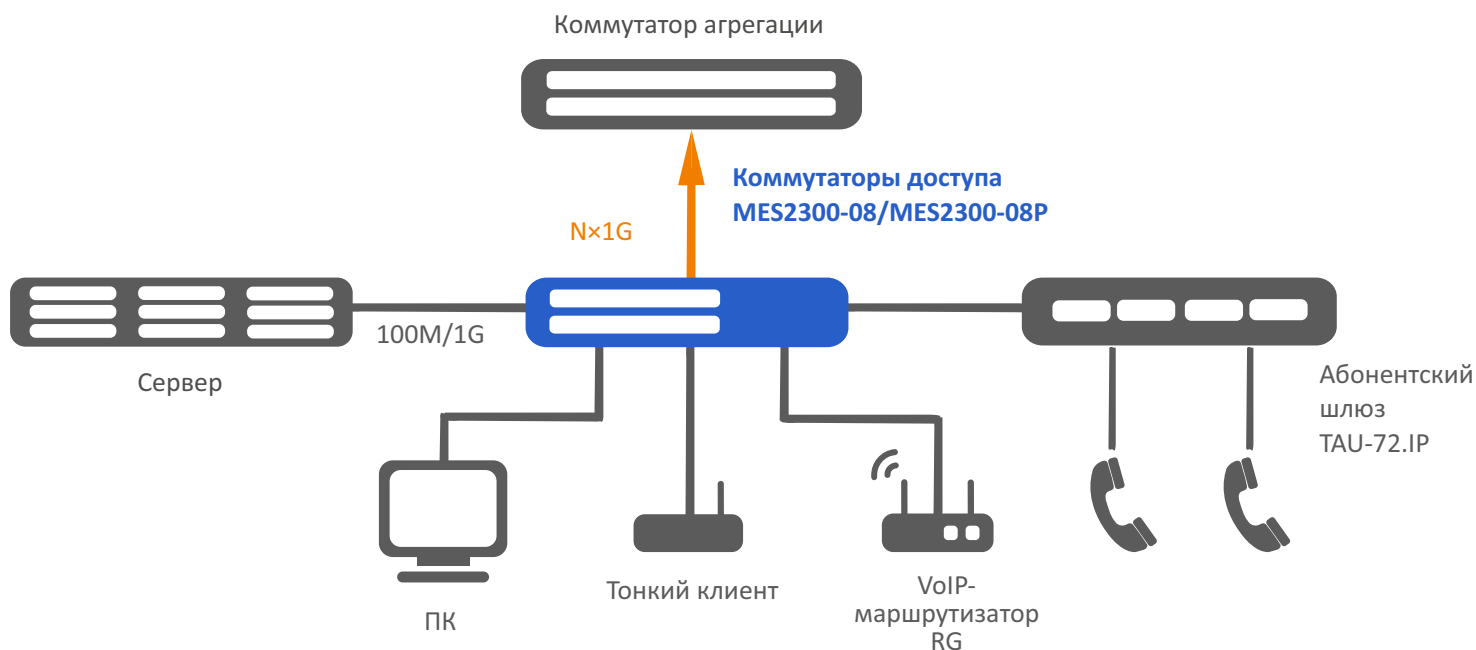 Коммутатор агрегации
Коммутаторы доступа
MES2300-08/MES2300-08P
N×1G
100M/1G
Сервер
Абонентский
шлюз
TAU-72.IP
ПК
Тонкий клиент
VoIP-
маршрутизатор
RG